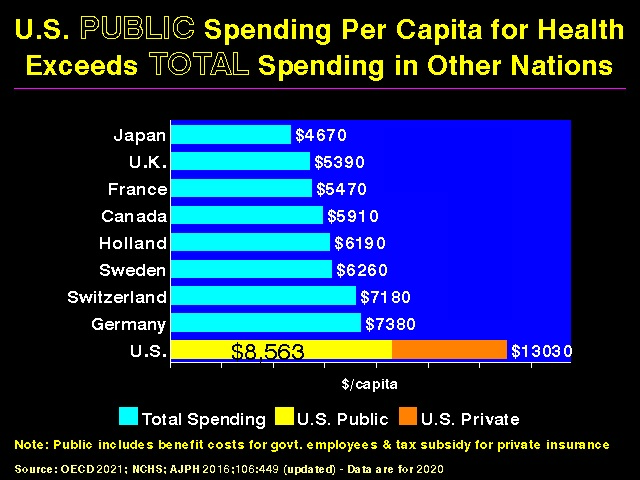 U.S. PUBLIC Spending Per Capita for Health
Exceeds TOTAL Spending in Other Nations
Japan $4670
U.K. $5390
France $5470
Canada $5910
Holland $6190
Sweden $6260
Switzerland $7180
Germany $7380
U.S. $8,563 $13030
$/capita
Total Spending U.S. Public U.S. Private
Note: Public includes benefit costs for govt. employees & tax subsidy for private insurance
Source: OECD 2021; NCHS; AJPH 2016;106:449 (updated) - Data are for 2020